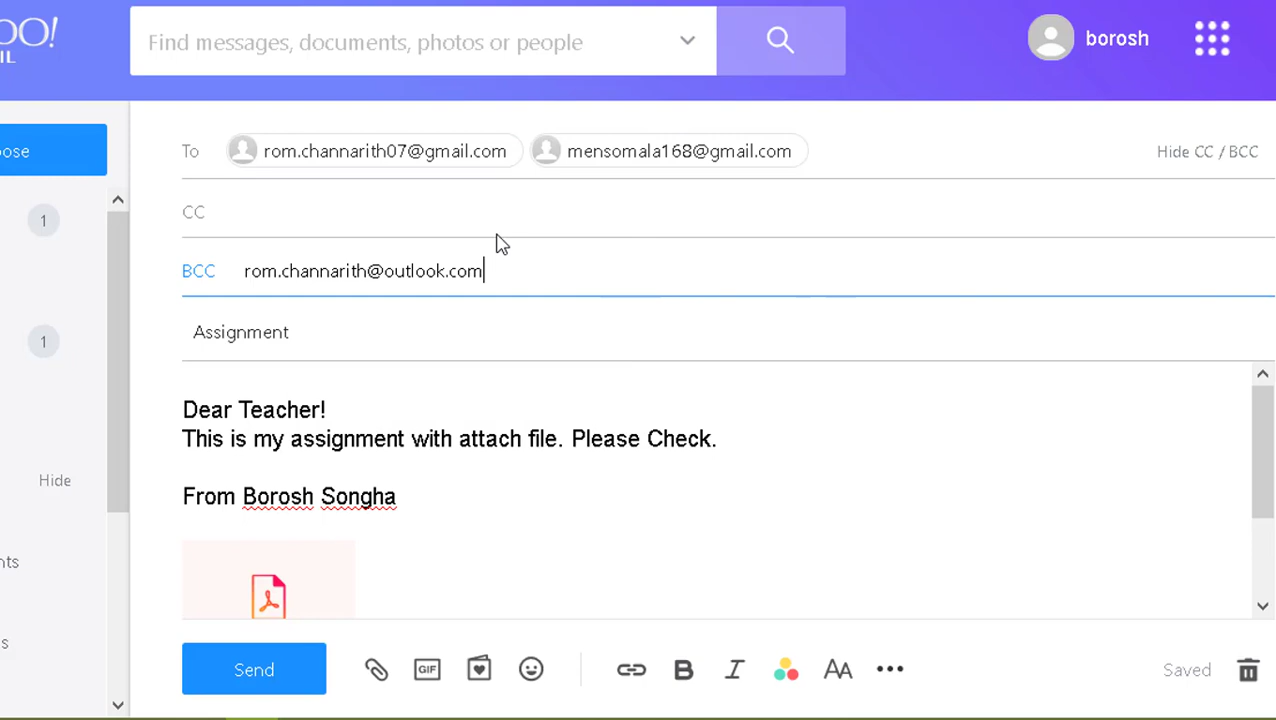 OO!
IL
Find messages, documents, photos or people
borosh
ose
To rom.channarith07@gmail.com mensomala168@gmail.com Hide CC / BCC
1
CC
BCC rom.channarith@outlook.com
Assignment
1
Dear Teacher!
This is my assignment with attach file. Please Check.
Hide
From Borosh Songha
nts
s
GIF
B I AA
Send
Saved